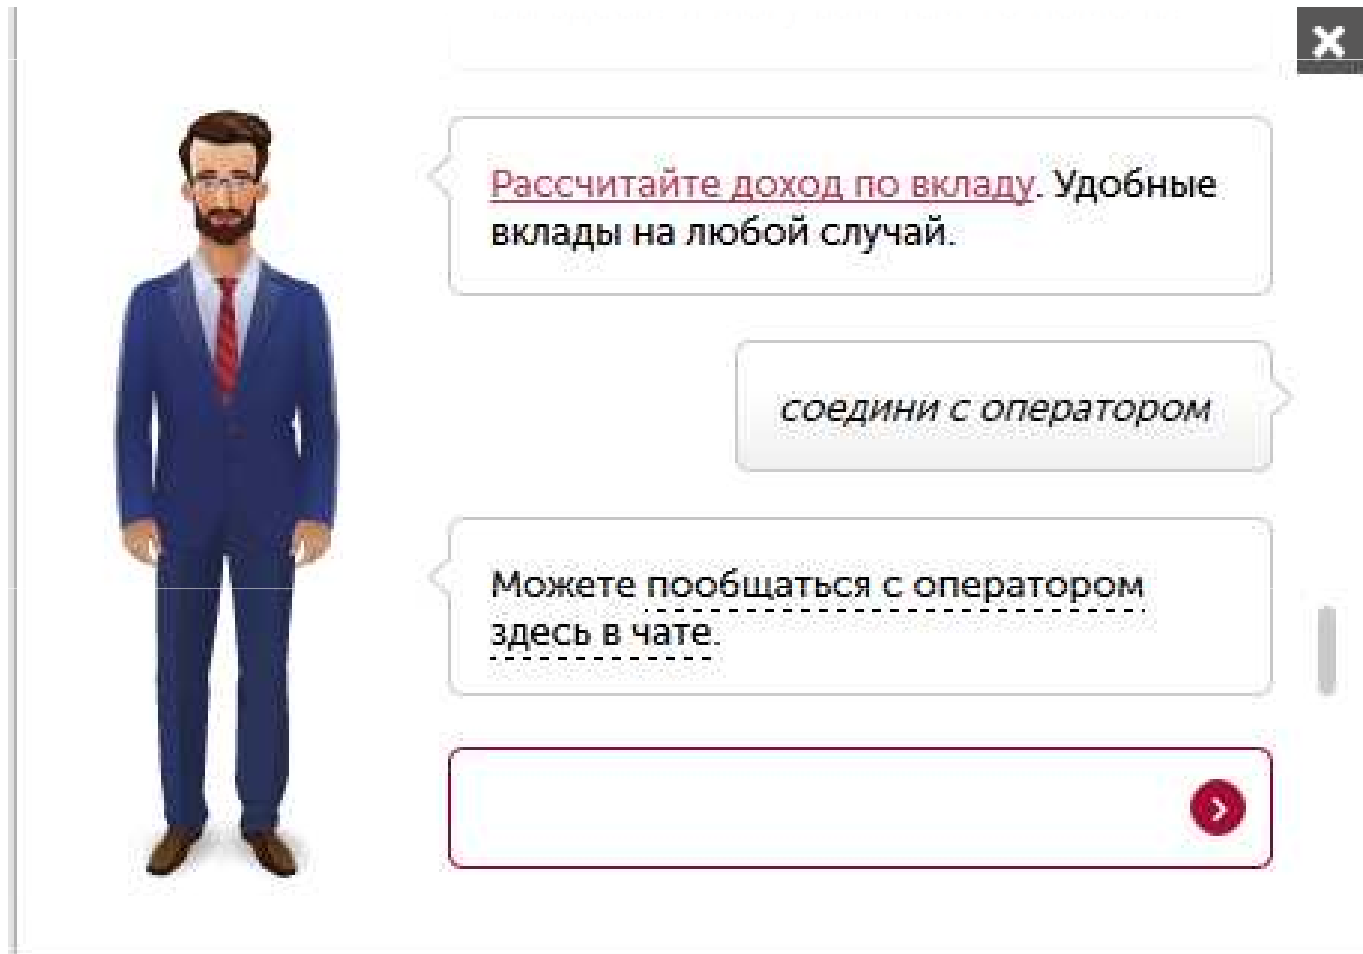 Рассчитайте доход по вкладу. Удобные
вклады на любой случай.
соедини с оператором
Можете пообщаться с оператором
здесь в чате.